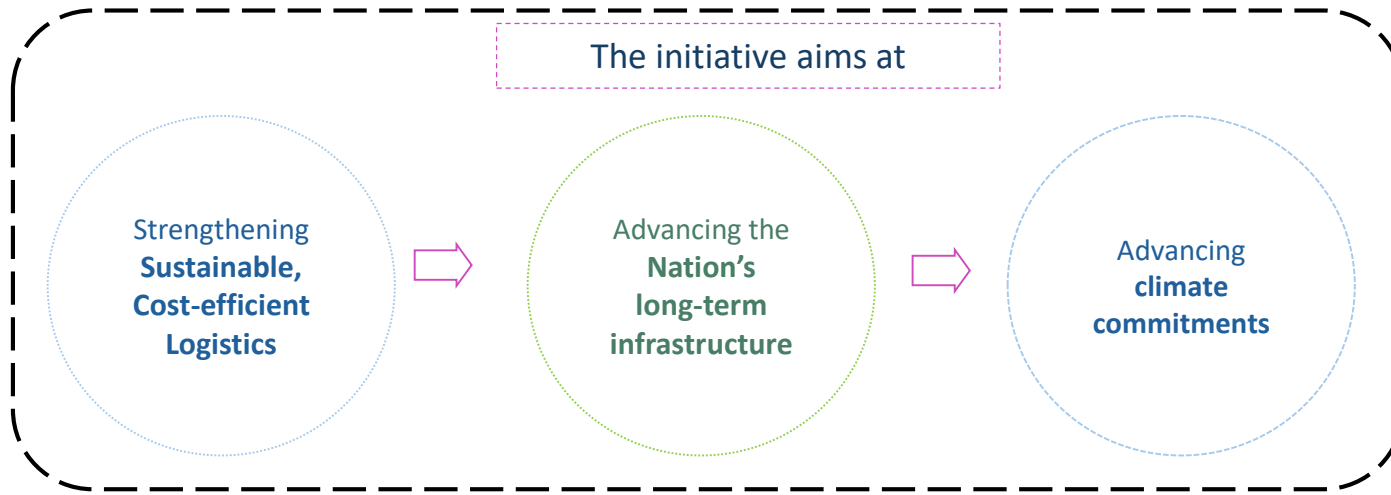 The initiative aims at
Strengthening
Sustainable,
Cost-efficient
Logistics
Advancing the
Nation’s
long-term
infrastructure
Advancing
climate
commitments